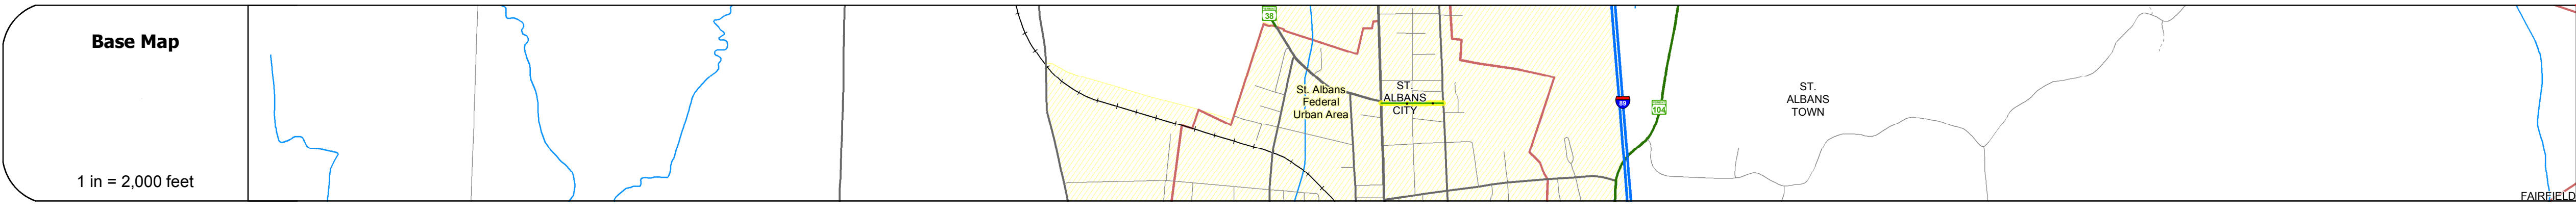 Base Map
1 in = 2,000 feet
38
St. Albans
Federal
Urban Area
ST.
ALBANS
CITY
89
104
ST.
ALBANS
TOWN
FAIRFIELD